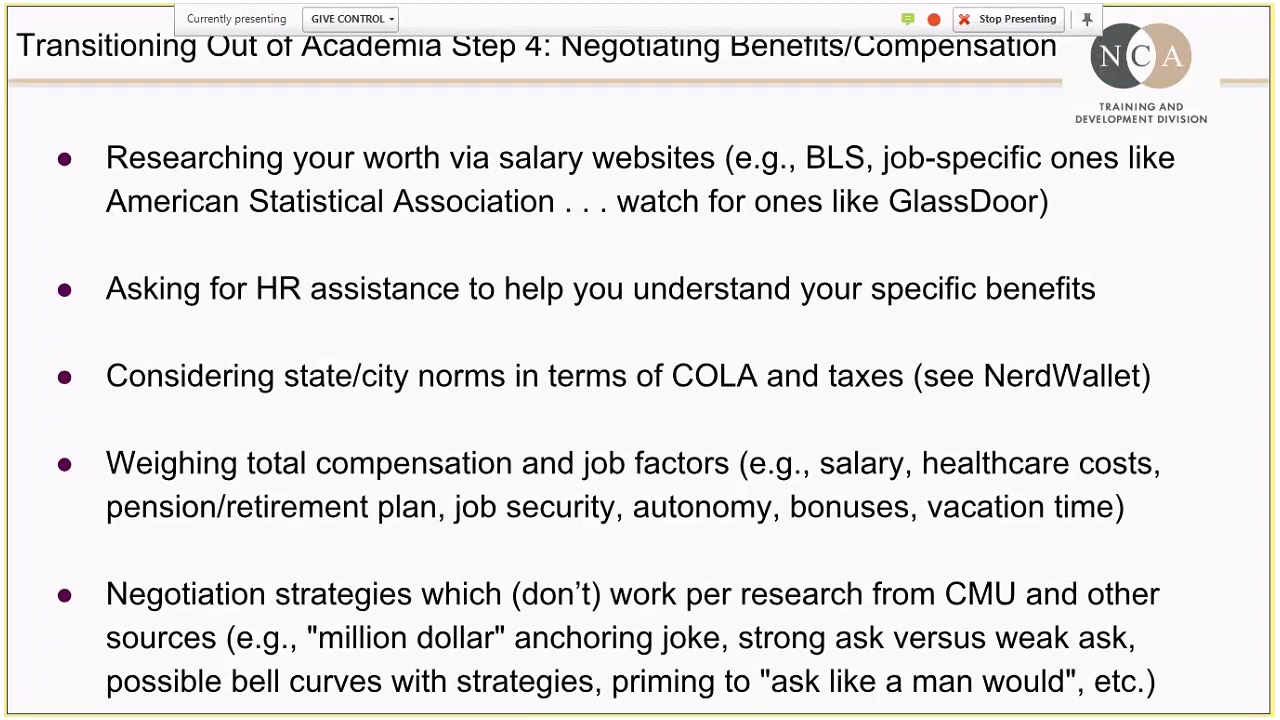 Currently presenting GIVE CONTROL Stop Presenting
Transitioning Out of Academia Step 4: Negotiating Benefits/Compensation
NCA
TRAINING AND
DEVELOPMENT DIVISION
● Researching your worth via salary websites (e.g., BLS, job-specific ones like
American Statistical Association . . . watch for ones like GlassDoor)
● Asking for HR assistance to help you understand your specific benefits
● Considering state/city norms in terms of COLA and taxes (see NerdWallet)
● Weighing total compensation and job factors (e.g., salary, healthcare costs,
pension/retirement plan, job security, autonomy, bonuses, vacation time)
● Negotiation strategies which (don’t) work per research from CMU and other
sources (e.g., "million dollar" anchoring joke, strong ask versus weak ask,
possible bell curves with strategies, priming to "ask like a man would", etc.)